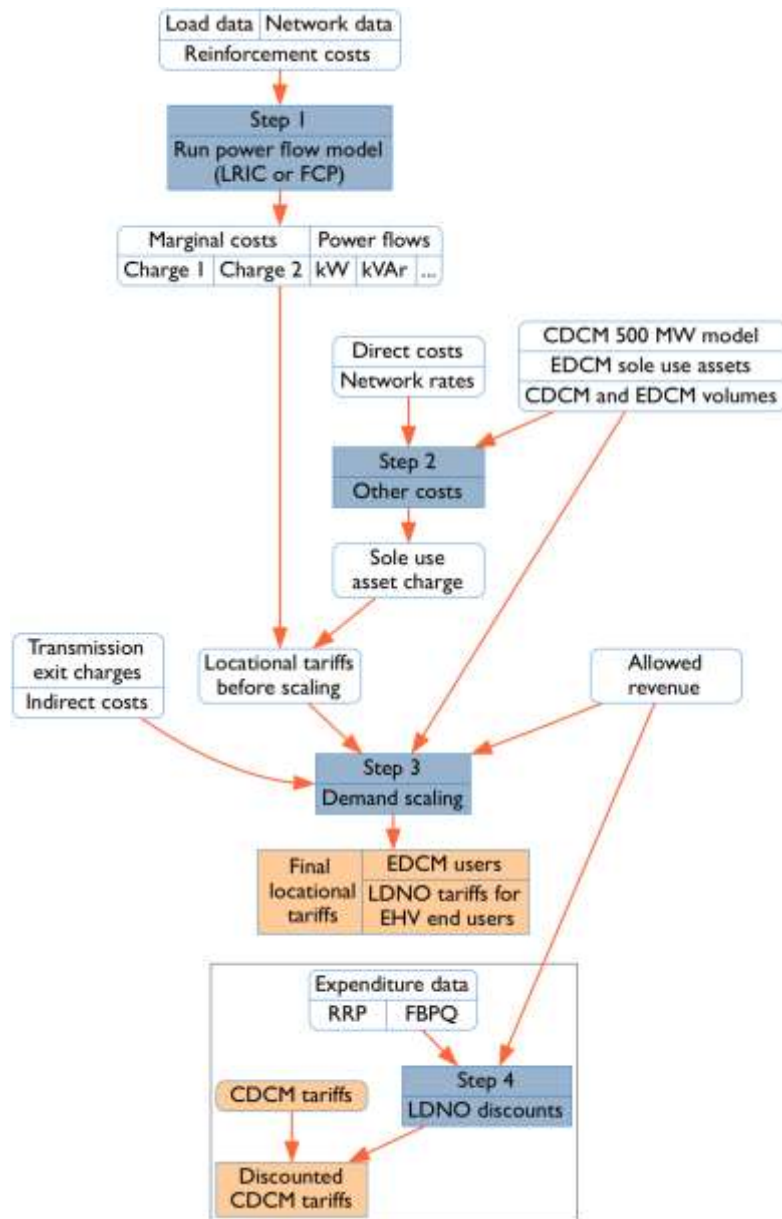 Load data Network data
Reinforcement costs
Step 1
Run power flow model
(LRIC or FCP)
Marginal costs Power flows
Charge 1 Charge 2 kW kVAr ...
Direct costs
Network rates
CDCM 500 MW model
EDCM sole use assets
CDCM and EDCM volumes
Step 2
Other costs
Sole use
asset charge
Transmission
exit charges
Indirect costs
Locational tariffs
before scaling
Allowed
revenue
Step 3
Demand scaling
Final
locational
tariffs
EDCM users
LDNO tariffs for
EHV end users
Expenditure data
RRP FBPQ
Step 4
LDNO discounts
CDCM tariffs
Discounted
CDCM tariffs